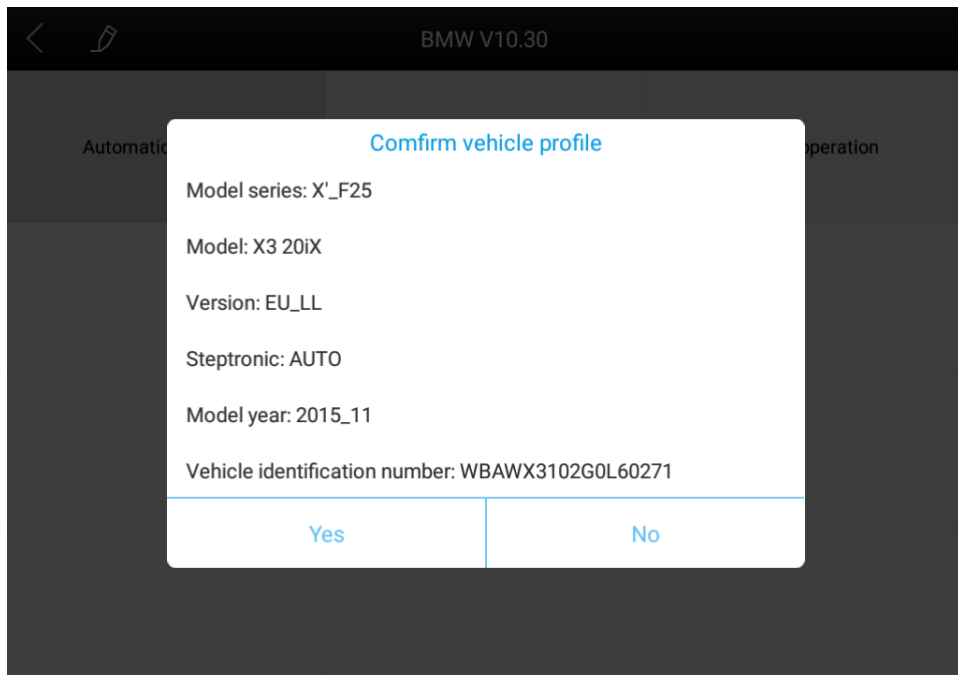 BMW V10.30
Automatic
operation
Comfirm vehicle profile
Model series: X'_F25
Model: X3 20iX
Version: EU_LL
Steptronic: AUTO
Model year: 2015_11
Vehicle identification number: WBAWX3102G0L60271
Yes
No